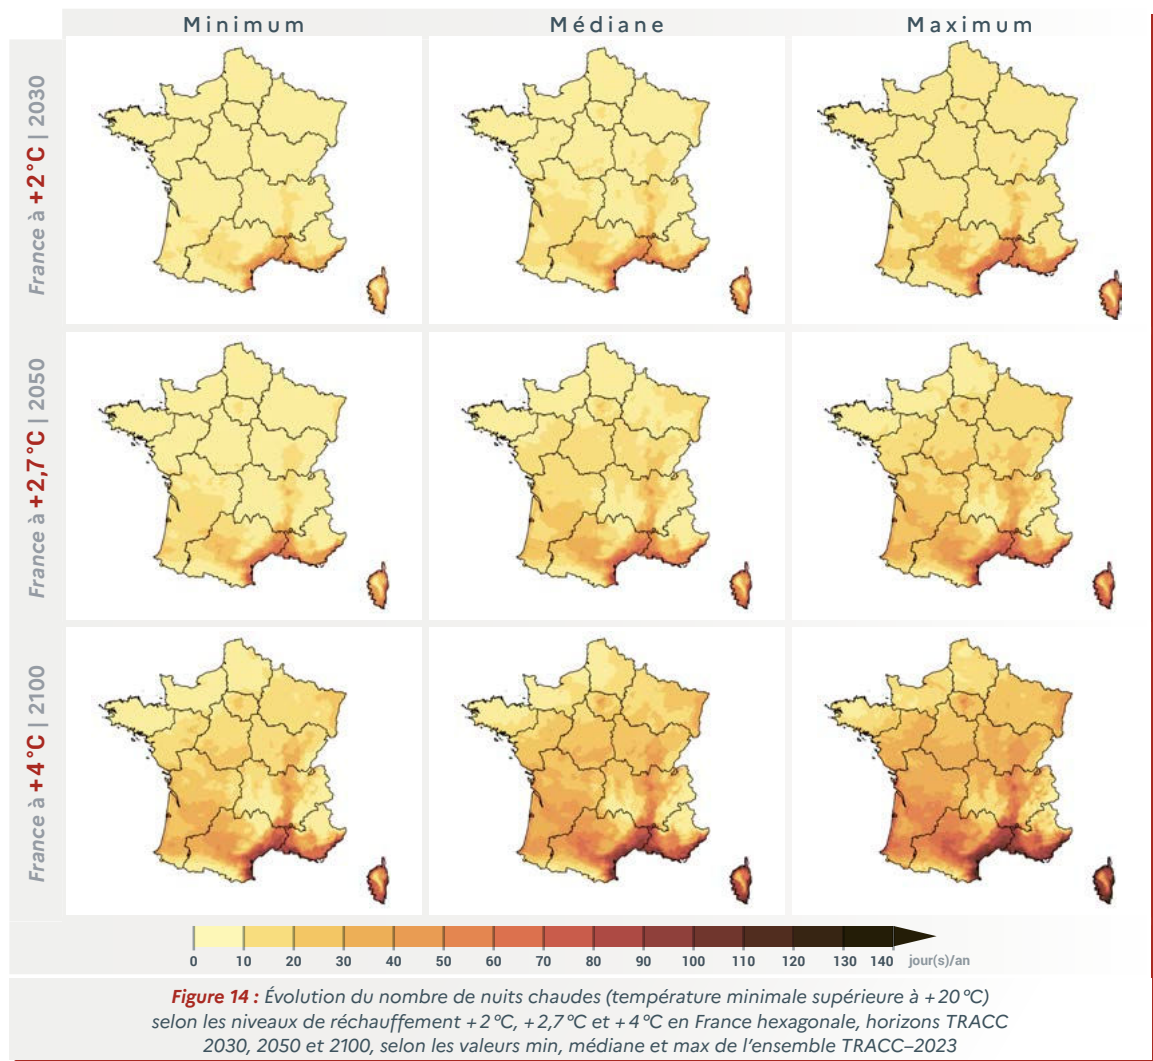 Minimum
Médiane
Maximum
France à +2°C | 2030
France à +2,7°C | 2050
France à +4°C | 2100
0 10 20 30 40 50 60 70 80 90 100 110 120 130 140 jour(s)/an
Figure 14 : Évolution du nombre de nuits chaudes (température minimale supérieure à +20°C)
selon les niveaux de réchauffement +2°C, +2,7°C et +4°C en France hexagonale, horizons TRACC
2030, 2050 et 2100, selon les valeurs min, médiane et max de l'ensemble TRACC–2023